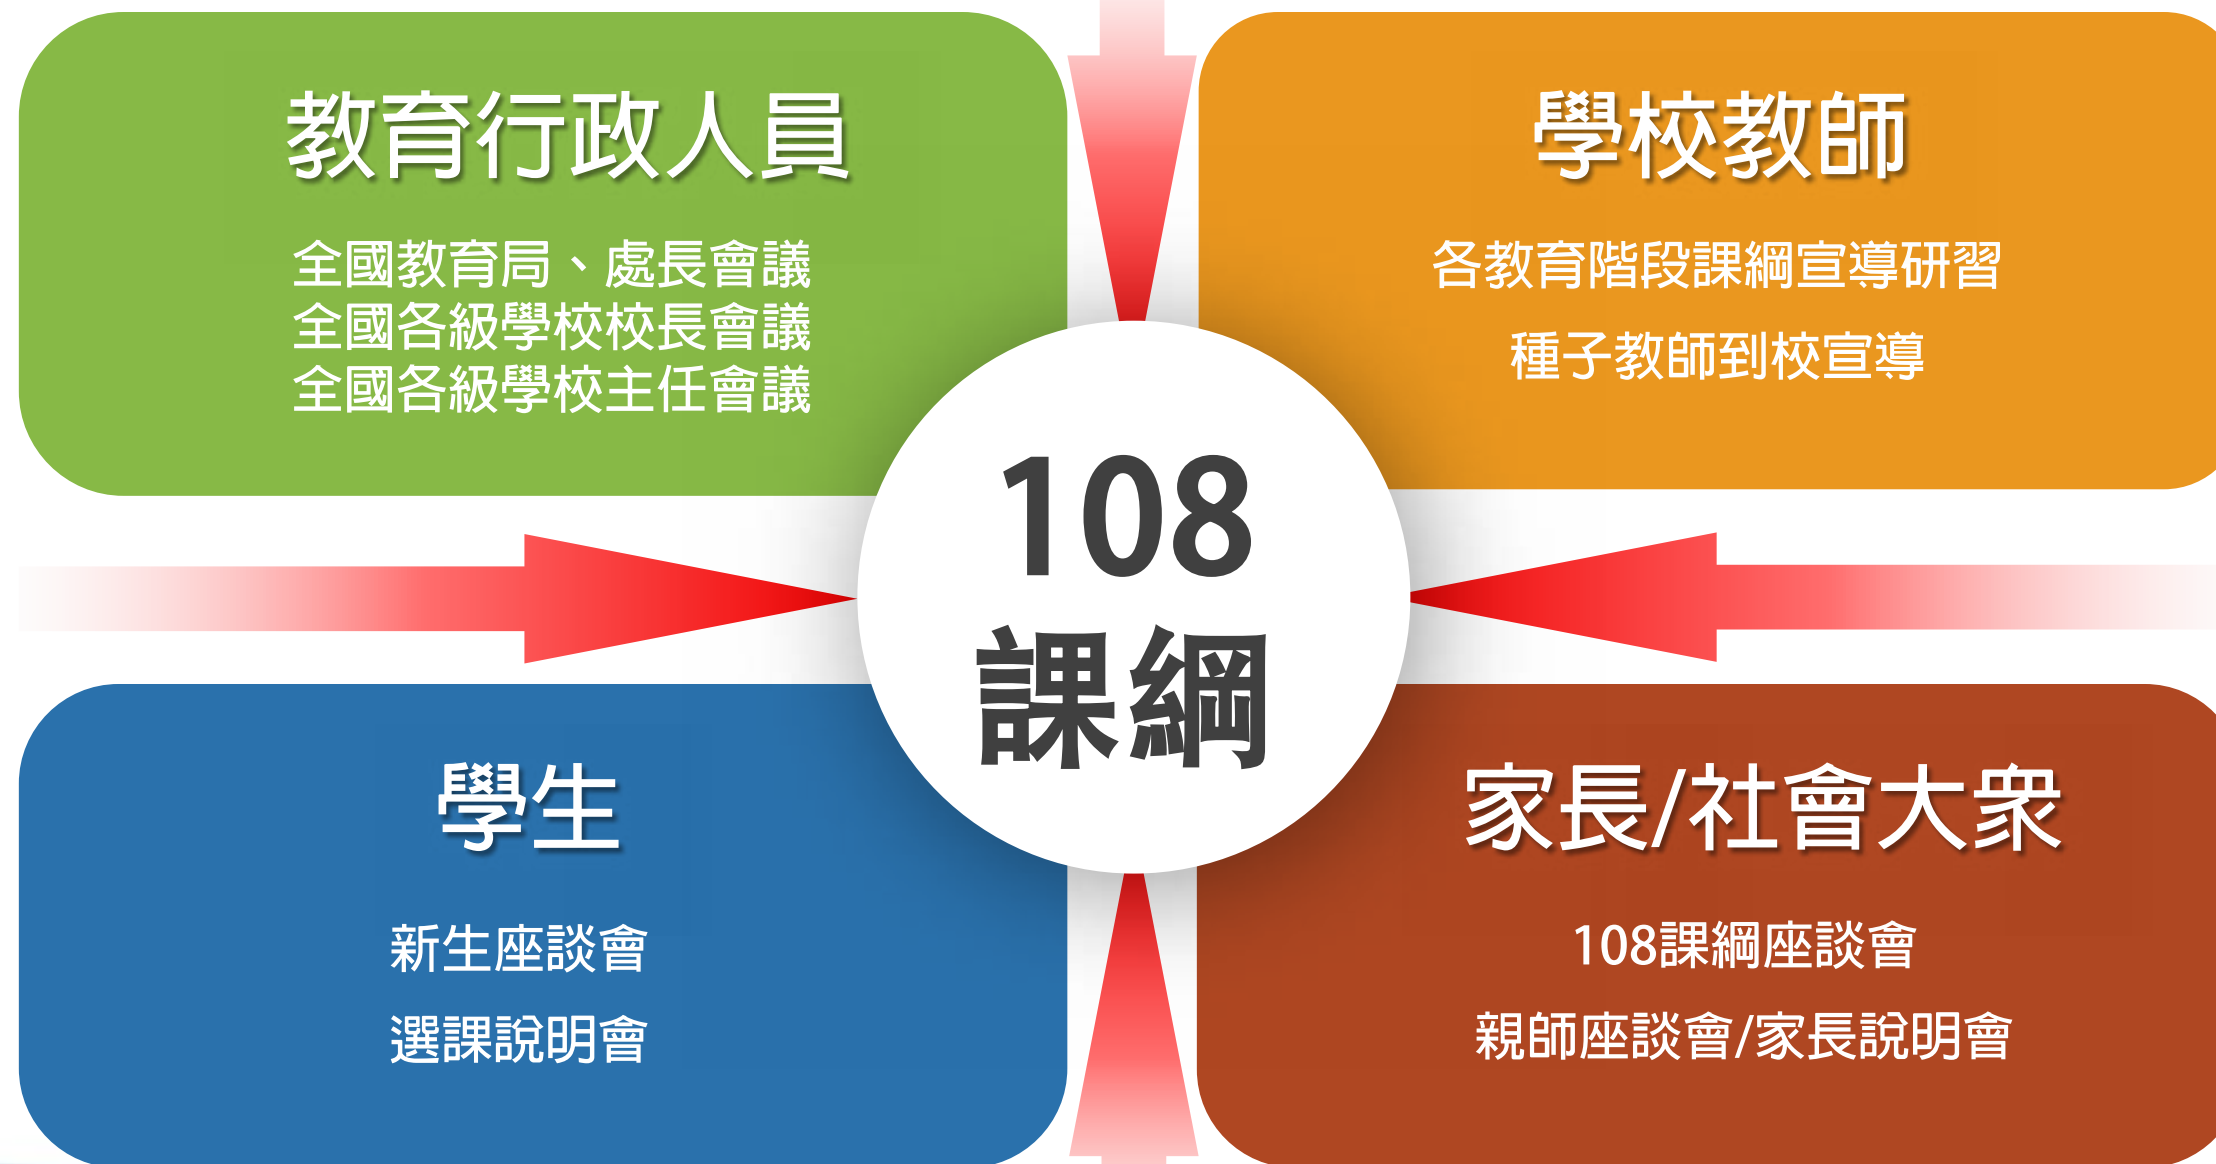 教育行政人員
全國教育局、處長會議
全國各級學校校長會議
全國各級學校主任會議
學校教師
各教育階段課綱宣導研習
種子教師到校宣導
108
課綱
學生
新生座談會
選課說明會
家長/社會大眾
108課綱座談會
親師座談會/家長說明會